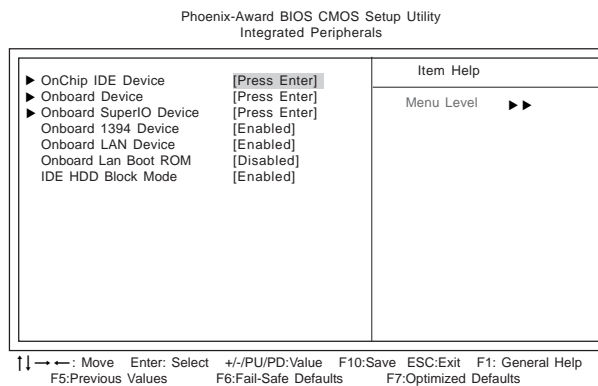 Phoenix-Award BIOS CMOS Setup Utility
Integrated Peripherals
▶ OnChip IDE Device [Press Enter]
▶ Onboard Device [Press Enter]
▶ Onboard SuperIO Device [Press Enter]
Onboard 1394 Device [Enabled]
Onboard LAN Device [Enabled]
Onboard Lan Boot ROM [Disabled]
IDE HDD Block Mode [Enabled]
Item Help
Menu Level ▶▶
↑↓→←: Move Enter: Select +/-/PU/PD:Value F10:Save ESC:Exit F1: General Help
F5:Previous Values F6:Fail-Safe Defaults F7:Optimized Defaults